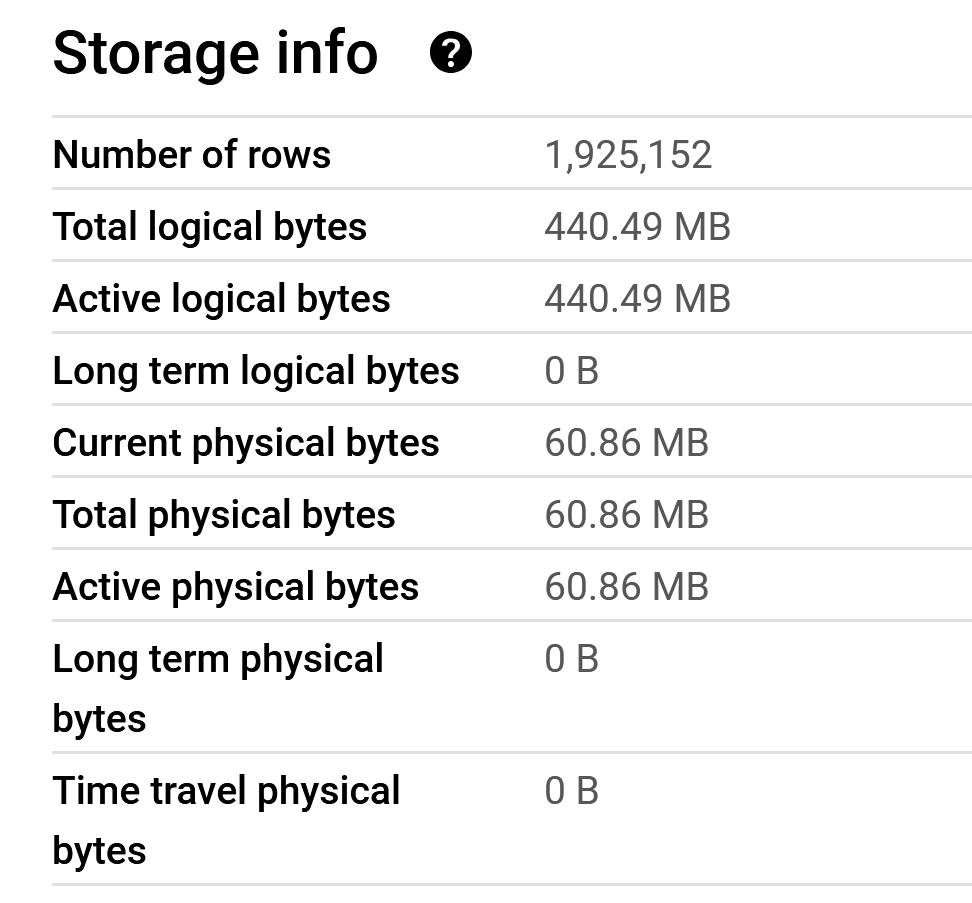 Storage info ?
Number of rows 1,925,152
Total logical bytes 440.49 MB
Active logical bytes 440.49 MB
Long term logical bytes 0 B
Current physical bytes 60.86 MB
Total physical bytes 60.86 MB
Active physical bytes 60.86 MB
Long term physical 0 B
bytes
Time travel physical 0 B
bytes